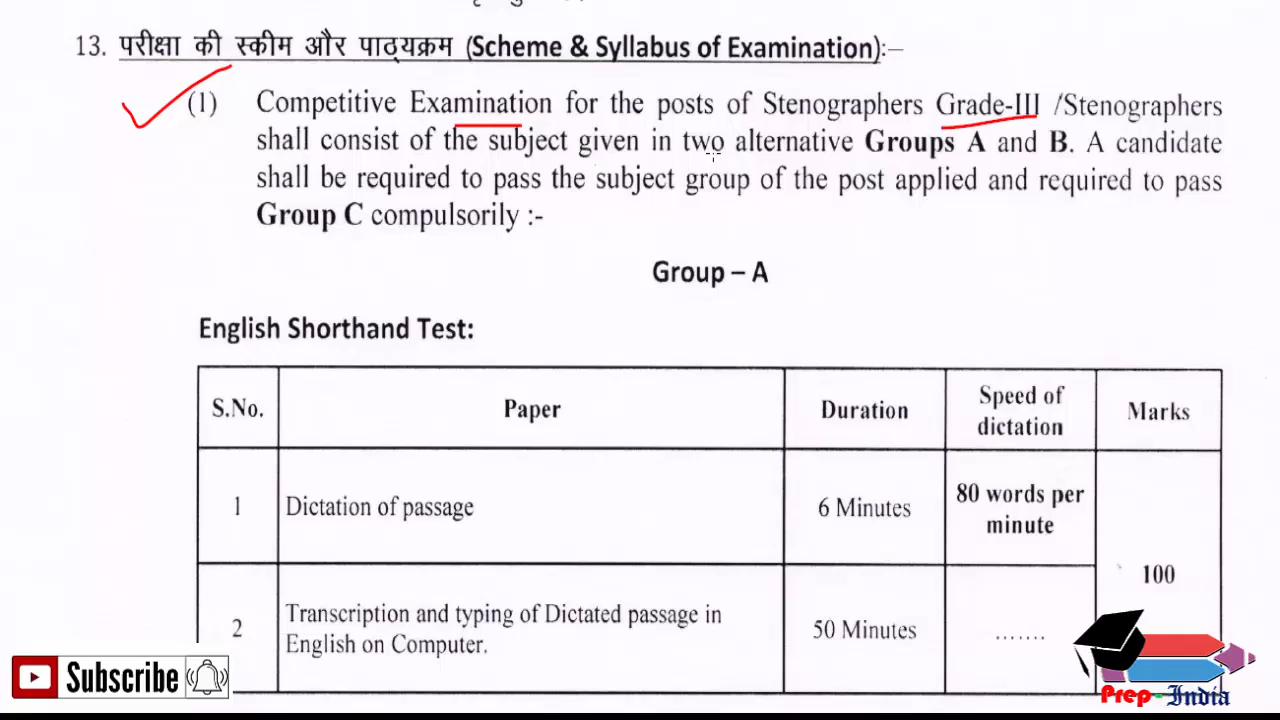 13. परीक्षा की स्कीम और पाठ्यक्रम (Scheme & Syllabus of Examination):–
(1) Competitive Examination for the posts of Stenographers Grade-III /Stenographers
shall consist of the subject given in two alternative Groups A and B. A candidate
shall be required to pass the subject group of the post applied and required to pass
Group C compulsorily :-
Group – A
English Shorthand Test:
S.No. Paper Duration Speed of dictation Marks
1 Dictation of passage 6 Minutes 80 words per minute
100
2 Transcription and typing of Dictated passage in English on Computer. 50 Minutes .......
Subscribe
Prep-India